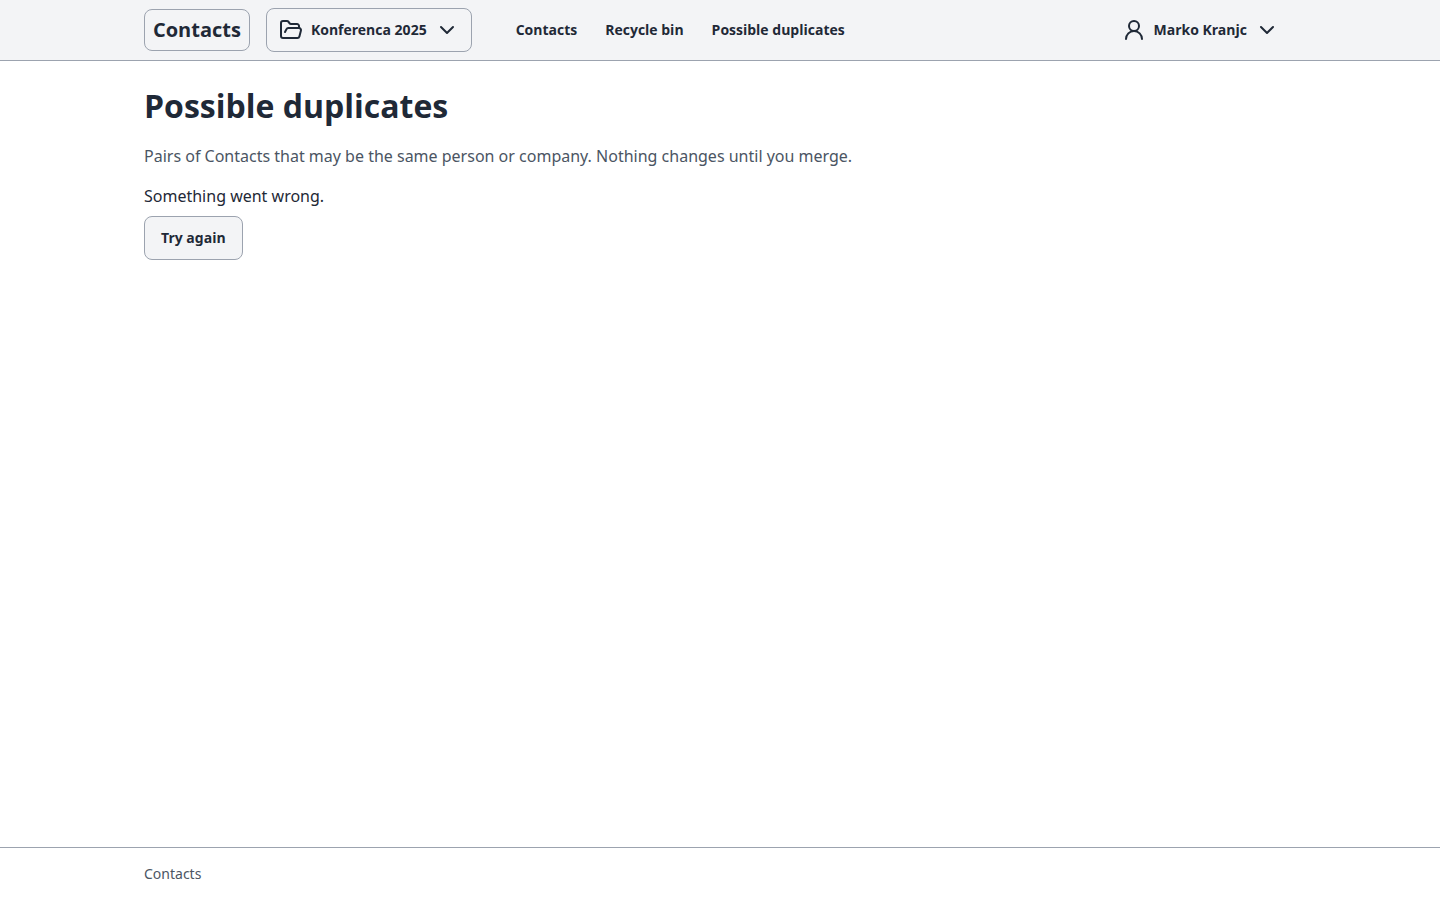 Contacts
Konferenca 2025
Contacts
Recycle bin
Possible duplicates
Marko Kranjc
Possible duplicates
Pairs of Contacts that may be the same person or company. Nothing changes until you merge.
Something went wrong.
Try again
Contacts